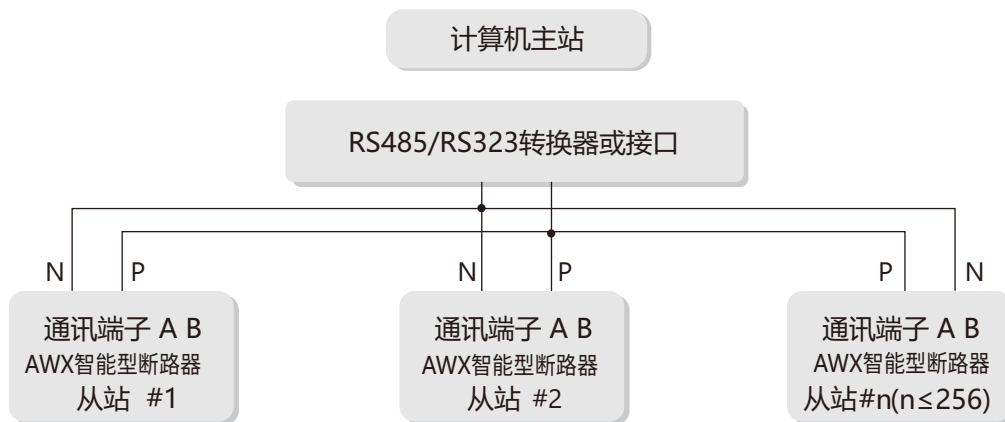 计算机主站
RS485/RS323转换器或接口
N P N P P N
通讯端子 A B
AWX智能型断路器
从站 #1
通讯端子 A B
AWX智能型断路器
从站 #2
通讯端子 A B
AWX智能型断路器
从站#n(n≤256)